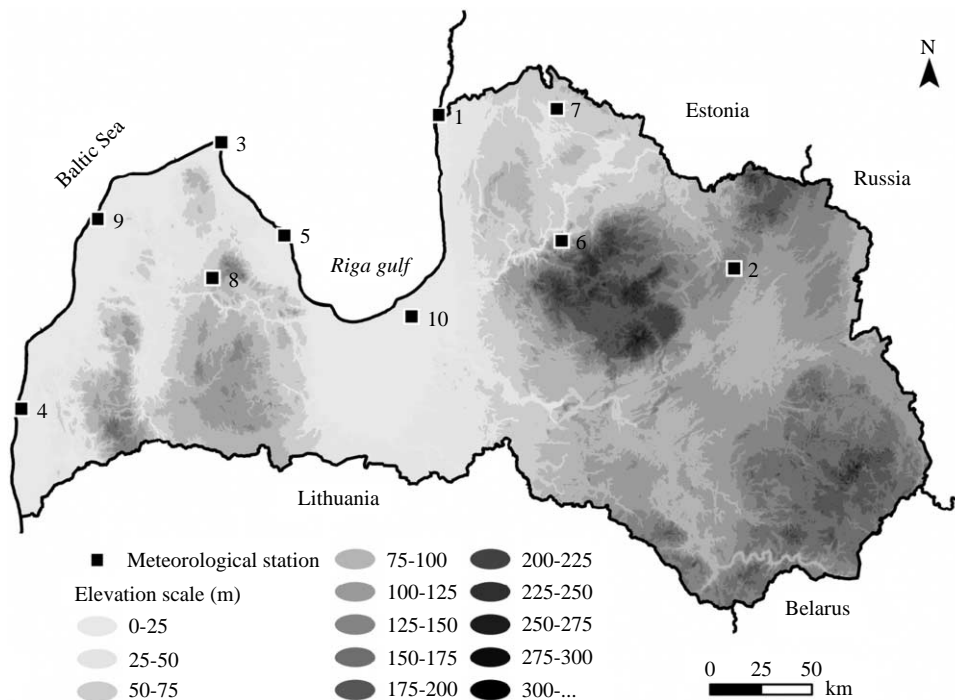 N
1
7
Estonia
Baltic Sea
3
Russia
9
5
6
Riga gulf
2
8
10
4
Lithuania
Meteorological station
Elevation scale (m)
0-25
25-50
50-75
75-100
100-125
125-150
150-175
175-200
200-225
225-250
250-275
275-300
300-...
Belarus
0 25 50
km